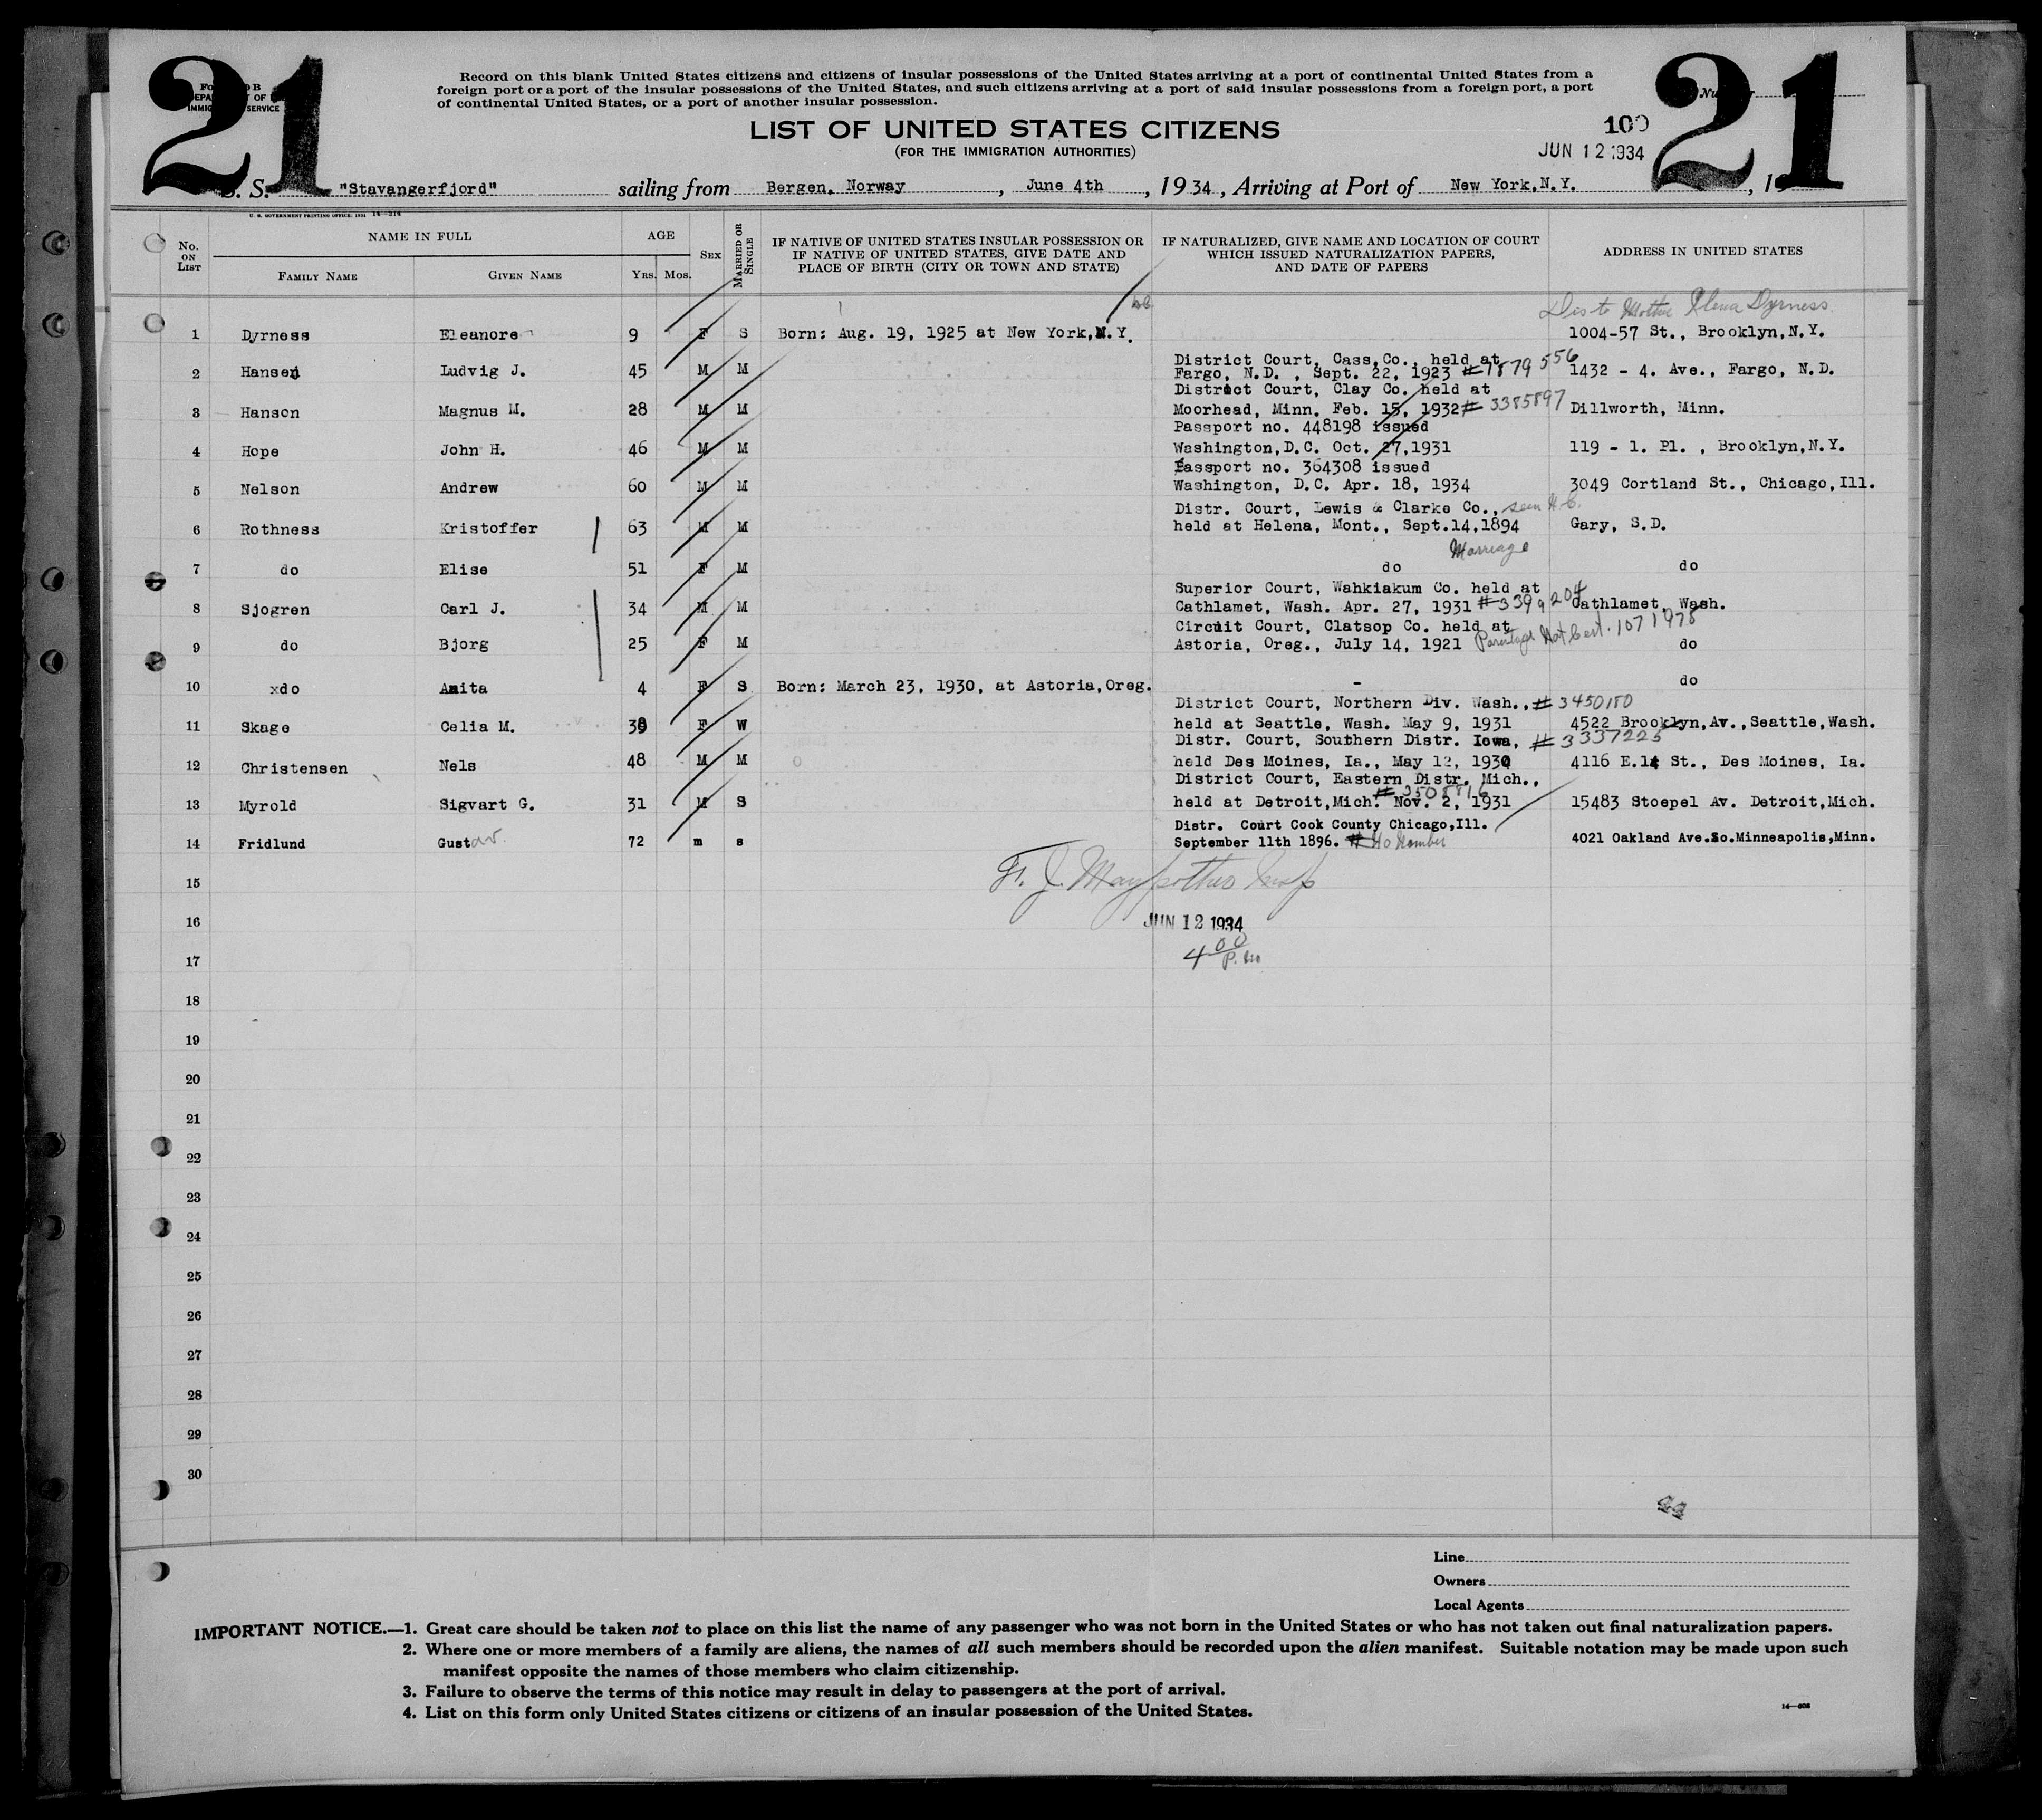 21 21
Record on this blank United States citizens and citizens of insular possessions of the United States arriving at a port of continental United States from a
foreign port or a port of the insular possessions of the United States, and such citizens arriving at a port of said insular possessions from a foreign port, a port
of continental United States, or a port of another insular possession.
LIST OF UNITED STATES CITIZENS
(FOR THE IMMIGRATION AUTHORITIES)
100
JUN 12 1934
S. S. "Stavangerfjord" sailing from Bergen, Norway, June 4th, 1934, Arriving at Port of New York, N.Y., 1
U. S. GOVERNMENT PRINTING OFFICE: 1931 14—214
No. ON LIST NAME IN FULL AGE SEX MARRIED OR SINGLE IF NATIVE OF UNITED STATES INSULAR POSSESSION OR IF NATIVE OF UNITED STATES, GIVE DATE AND PLACE OF BIRTH (CITY OR TOWN AND STATE) IF NATURALIZED, GIVE NAME AND LOCATION OF COURT WHICH ISSUED NATURALIZATION PAPERS, AND DATE OF PAPERS ADDRESS IN UNITED STATES
FAMILY NAME GIVEN NAME YRS. MOS.
Dis to Mother Elena Dyrness
1 Dyrness Eleanore 9 F S Born: Aug. 19, 1925 at New York, N.Y. 1004-57 St., Brooklyn, N.Y.
District Court, Cass Co., held at
2 Hansen Ludvig J. 45 M M Fargo, N.D. , Sept. 22, 1923 #1879556 1432 - 4. Ave., Fargo, N.D.
District Court, Clay Co. held at
3 Hanson Magnus M. 28 M M Moorhead, Minn. Feb. 15, 1932 # 3385897 Dillworth, Minn.
Passport no. 448198 issued
4 Hope John H. 46 M M Washington, D.C. Oct. 27, 1931 119 - 1. Pl. , Brooklyn, N.Y.
Passport no. 364308 issued
5 Nelson Andrew 60 M M Washington, D.C. Apr. 18, 1934 3049 Cortland St., Chicago, Ill.
Distr. Court, Lewis & Clarke Co., seen
6 Rothness Kristoffer 63 M M held at Helena, Mont., Sept.14,1894 Gary, S.D.
Marriage
7 do Elise 51 F M do do
Superior Court, Wahkiakum Co. held at
8 Sjogren Carl J. 34 M M Cathlamet, Wash. Apr. 27, 1931 #3399204 Cathlamet, Wash.
Circuit Court, Clatsop Co. held at
9 do Bjorg 25 F M Astoria, Oreg., July 14, 1921 Parentage Nat Cert. 1071978 do
10 xdo Anita 4 F S Born: March 23, 1930, at Astoria, Oreg. - do
District Court, Northern Div. Wash., #3450150
11 Skage Celia M. 39 F W held at Seattle, Wash. May 9, 1931 4522 Brooklyn, Av., Seattle, Wash.
Distr. Court, Southern Distr. Iowa, #3337225
12 Christensen Nels 48 M M held Des Moines, Ia., May 12, 1930 4116 E.14 St., Des Moines, Ia.
District Court, Eastern Distr. Mich.,
#3508816
13 Myrold Sigvart G. 31 M S held at Detroit, Mich. Nov. 2, 1931 15483 Stoepel Av. Detroit, Mich.
Distr. Court Cook County Chicago, Ill.
14 Fridlund Gustav 72 m s September 11th 1896. # No Number 4021 Oakland Ave.So.Minneapolis, Minn.
15
16 JUN 12 1934
4 00 P.m
17
18
19
20
21
22
23
24
25
26
27
28
29
30
44
Line
Owners
Local Agents
IMPORTANT NOTICE.—1. Great care should be taken not to place on this list the name of any passenger who was not born in the United States or who has not taken out final naturalization papers.
2. Where one or more members of a family are aliens, the names of all such members should be recorded upon the alien manifest. Suitable notation may be made upon such
manifest opposite the names of those members who claim citizenship.
3. Failure to observe the terms of this notice may result in delay to passengers at the port of arrival.
4. List on this form only United States citizens or citizens of an insular possession of the United States.